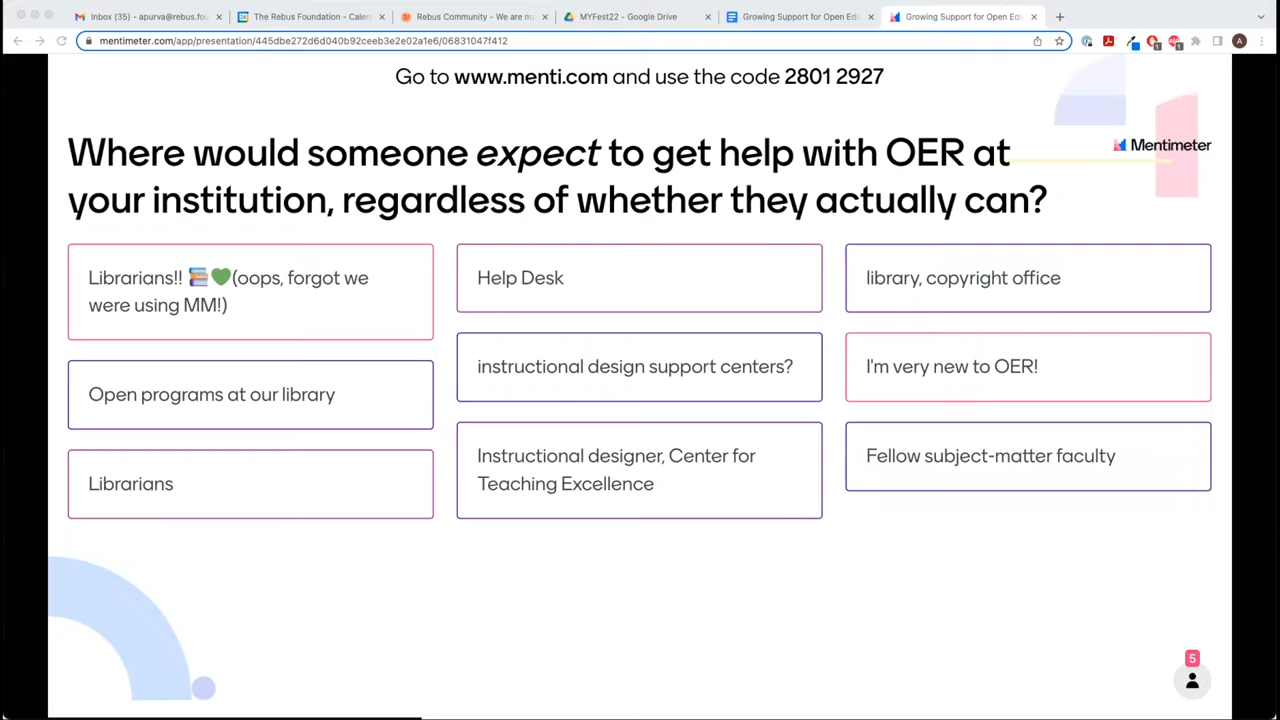 Inbox (35) - apurva@rebus.fou
The Rebus Foundation - Calen
Rebus Community – We are m
MYFest22 - Google Drive
Growing Support for Open Edu
Growing Support for Open Edu
mentimeter.com/app/presentation/445dbe272d6d040b92ceeb3e2e02a1e6/06831047f412
A
Go to www.menti.com and use the code 2801 2927
Mentimeter
Where would someone expect to get help with OER at
your institution, regardless of whether they actually can?
Librarians!! 📚💚(oops, forgot we
were using MM!)
Open programs at our library
Librarians
Help Desk
instructional design support centers?
Instructional designer, Center for
Teaching Excellence
library, copyright office
I'm very new to OER!
Fellow subject-matter faculty
5